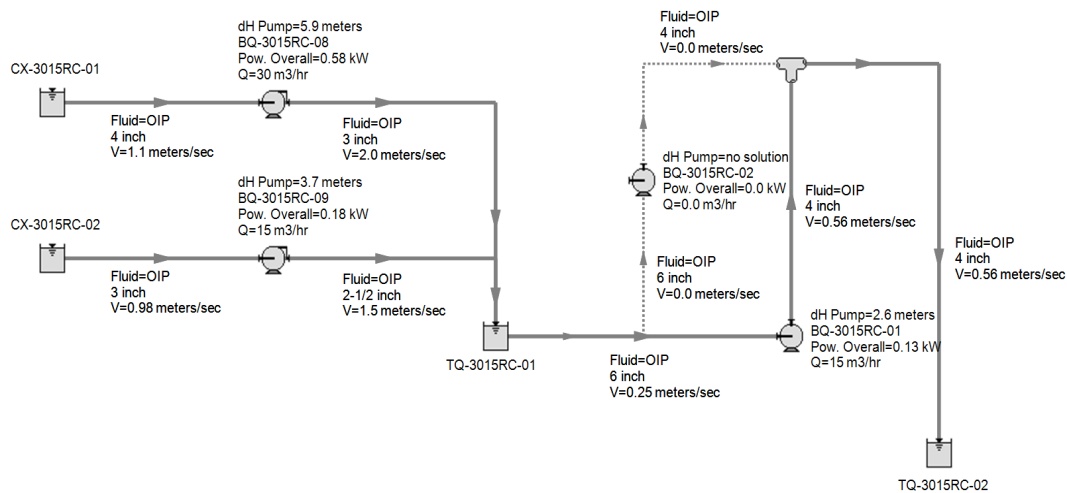 dH Pump=5.9 meters
BQ-3015RC-08
Pow. Overall=0.58 kW
Q=30 m3/hr
CX-3015RC-01
Fluid=OIP
4 inch
V=1.1 meters/sec
Fluid=OIP
3 inch
V=2.0 meters/sec
dH Pump=3.7 meters
BQ-3015RC-09
Pow. Overall=0.18 kW
Q=15 m3/hr
CX-3015RC-02
Fluid=OIP
3 inch
V=0.98 meters/sec
Fluid=OIP
2-1/2 inch
V=1.5 meters/sec
TQ-3015RC-01
Fluid=OIP
4 inch
V=0.0 meters/sec
dH Pump=no solution
BQ-3015RC-02
Pow. Overall=0.0 kW
Q=0.0 m3/hr
Fluid=OIP
4 inch
V=0.56 meters/sec
Fluid=OIP
6 inch
V=0.0 meters/sec
Fluid=OIP
4 inch
V=0.56 meters/sec
dH Pump=2.6 meters
BQ-3015RC-01
Pow. Overall=0.13 kW
Q=15 m3/hr
Fluid=OIP
6 inch
V=0.25 meters/sec
TQ-3015RC-02